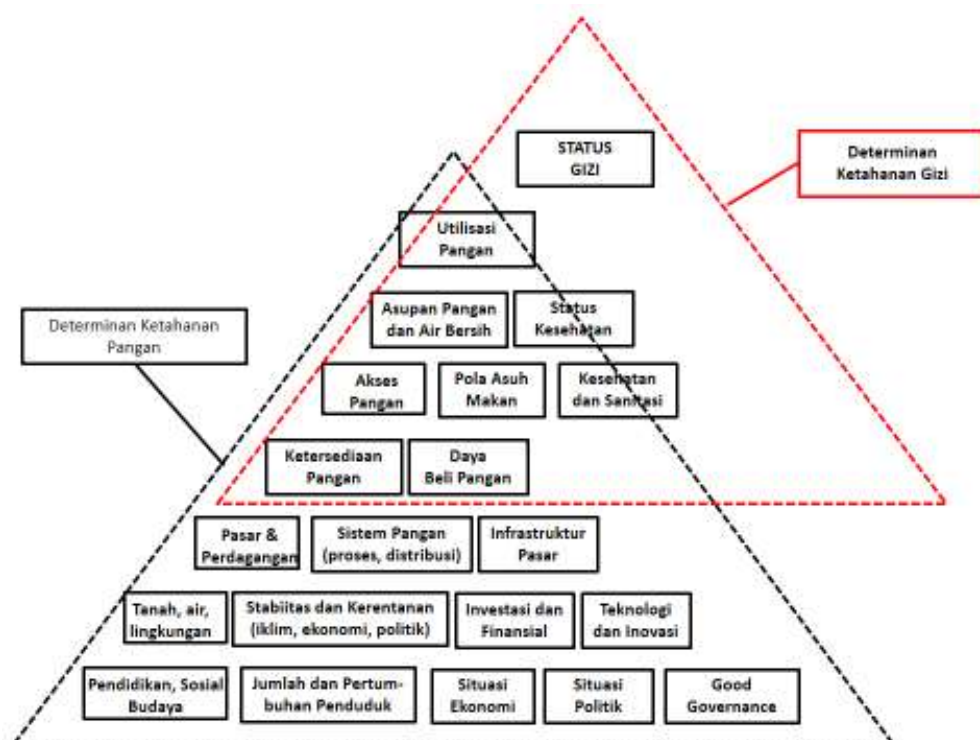 STATUS
GIZI
Determinan
Ketahanan Gizi
Utilisasi
Pangan
Asupan Pangan
dan Air Bersih
Status
Kesehatan
Determinan Ketahanan
Pangan
Akses
Pangan
Pola Asuh
Makan
Kesehatan
dan Sanitasi
Ketersediaan
Pangan
Daya
Beli Pangan
Pasar &
Perdagangan
Sistem Pangan
(proses, distribusi)
Infrastruktur
Pasar
Tanah, air,
lingkungan
Stabiitas dan Kerentanan
(iklim, ekonomi, politik)
Investasi dan
Finansial
Teknologi
dan Inovasi
Pendidikan, Sosial
Budaya
Jumlah dan Pertum-
buhan Penduduk
Situasi
Ekonomi
Situasi
Politik
Good
Governance